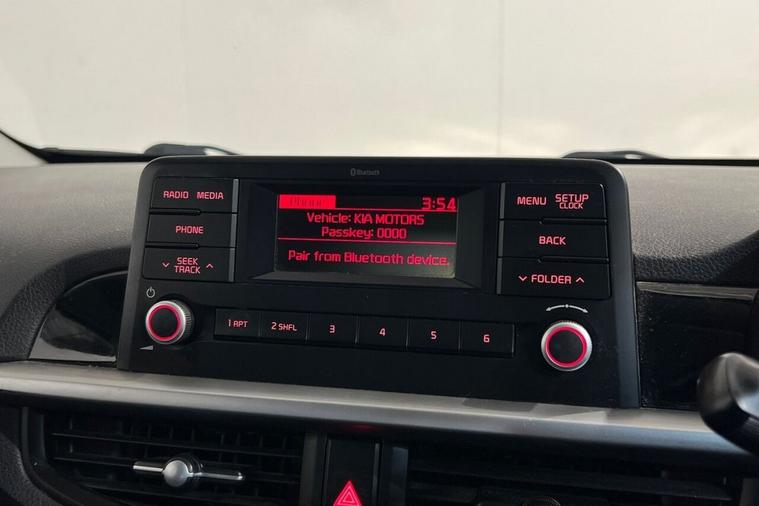 Bluetooth
RADIO MEDIA
PHONE
SEEK
TRACK
Phone 3:54
Vehicle: KIA MOTORS
Passkey: 0000
Pair from Bluetooth device.
MENU SETUP
CLOCK
BACK
FOLDER
1 RPT 2 SHFL 3 4 5 6